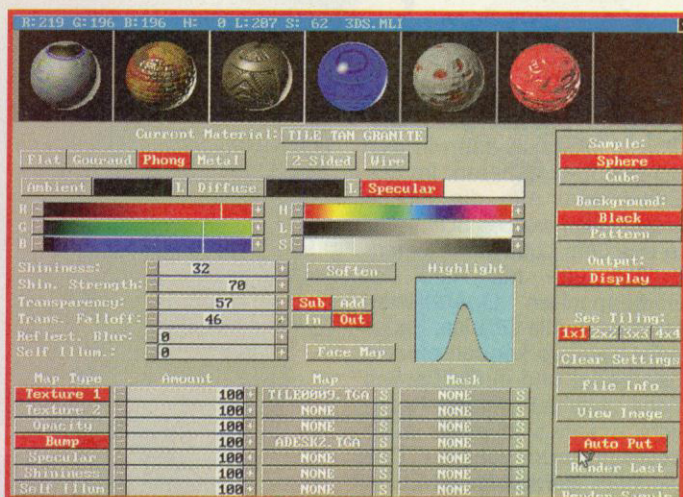 R:219 G:196 B:196 H: 0 L:207 S: 62 3DS.MLI
Current Material: TILE TAN GRANITE
Flat Gouraud Phong Metal 2-Sided Wire
Ambient L Diffuse L Specular
R - + H - +
G - + L - +
B - + S - +
Shininess: - 32 + Soften Highlight
Shin. Strength: - 70 +
Transparency: - 57 + Sub Add
Trans. Falloff: - 46 + In Out
Reflect. Blur: 0
Self Illum.: 0 Face Map
Map Type Amount Map Mask
Texture 1 - 100 + TILE0009.TGA S NONE S
Texture 2 - 100 + NONE S NONE S
Opacity - 100 + NONE S NONE S
Bump - 100 + ADESK2.TGA S NONE S
Specular - 100 + NONE S NONE S
Shininess - 100 + NONE S NONE S
Self Illum - 100 + NONE S NONE S
Sample:
Sphere
Cube
Background:
Black
Pattern
Output:
Display
See Tiling:
1x1 2x2 3x3 4x4
Clear Settings
File Info
View Image
Auto Put
Render Last
Render Sample